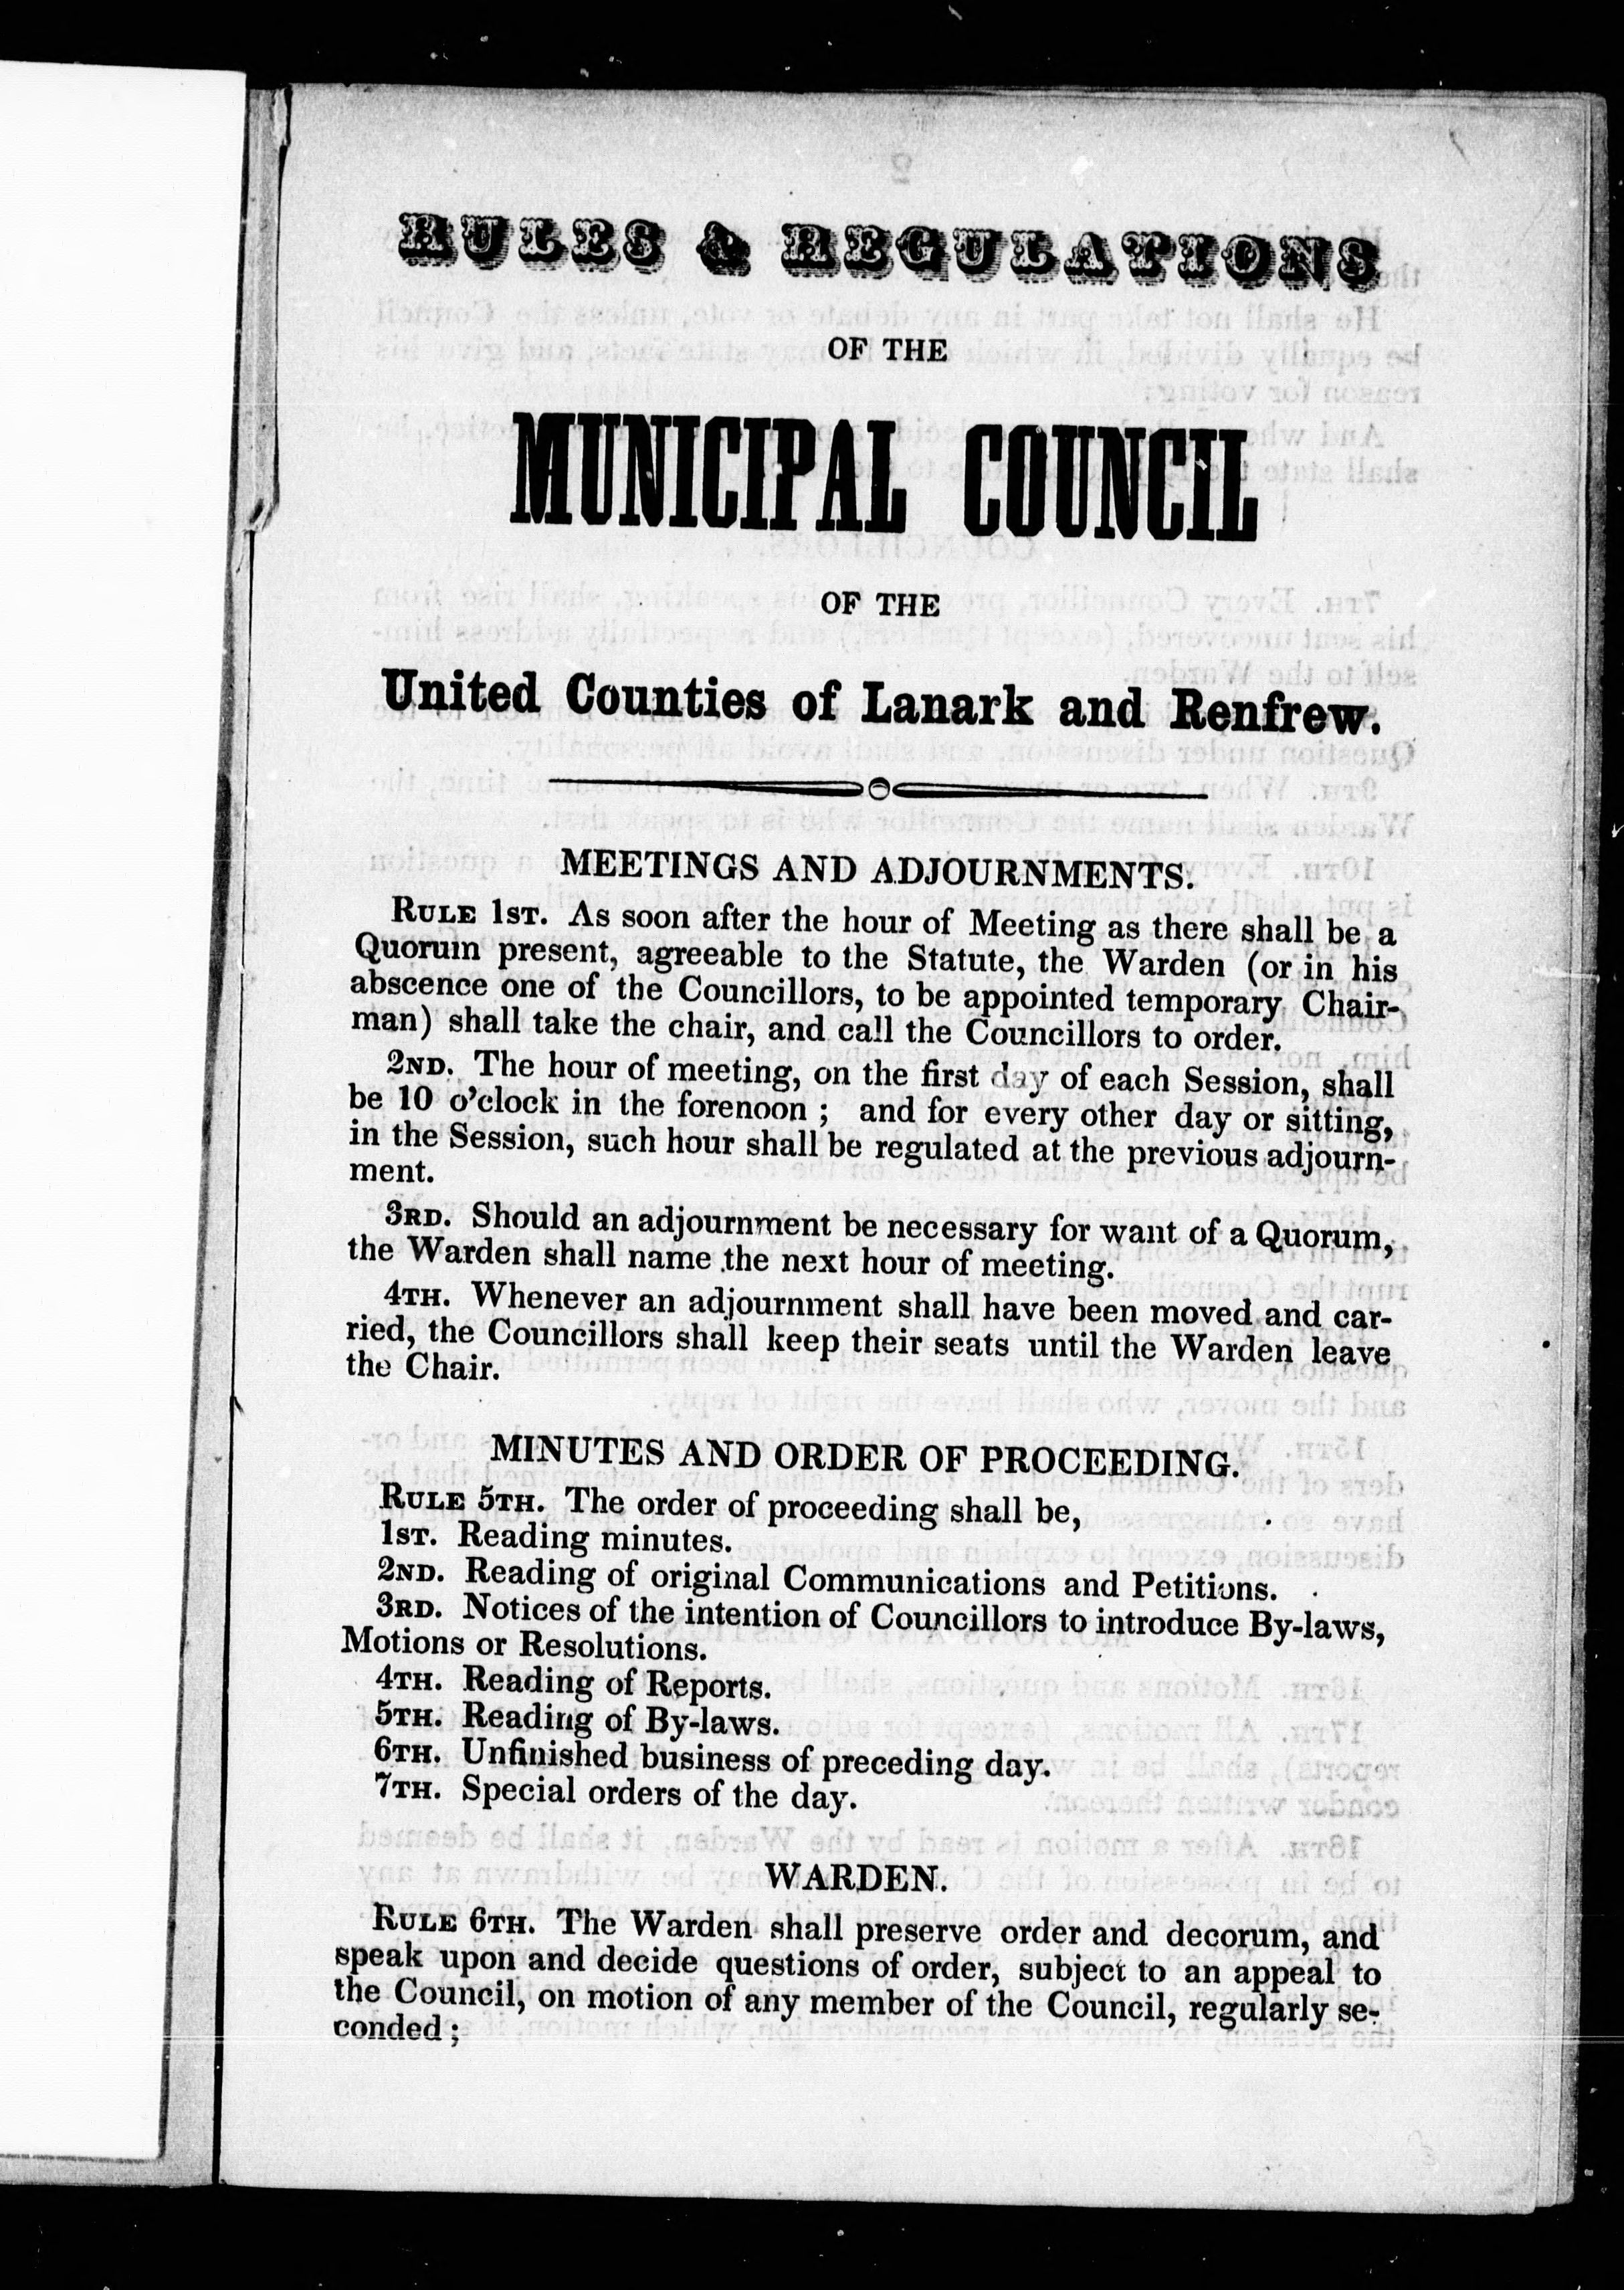 RULES & REGULATIONS
OF THE
MUNICIPAL COUNCIL
OF THE
United Counties of Lanark and Renfrew.
MEETINGS AND ADJOURNMENTS.
RULE 1ST. As soon after the hour of Meeting as there shall be a
Quorum present, agreeable to the Statute, the Warden (or in his
abscence one of the Councillors, to be appointed temporary Chair-
man) shall take the chair, and call the Councillors to order.
2ND. The hour of meeting, on the first day of each Session, shall
be 10 o'clock in the forenoon ; and for every other day or sitting,
in the Session, such hour shall be regulated at the previous adjourn-
ment.
3RD. Should an adjournment be necessary for want of a Quorum,
the Warden shall name the next hour of meeting.
4TH. Whenever an adjournment shall have been moved and car-
ried, the Councillors shall keep their seats until the Warden leave
the Chair.
MINUTES AND ORDER OF PROCEEDING.
RULE 5TH. The order of proceeding shall be,
1ST. Reading minutes.
2ND. Reading of original Communications and Petitions.
3RD. Notices of the intention of Councillors to introduce By-laws,
Motions or Resolutions.
4TH. Reading of Reports.
5TH. Reading of By-laws.
6TH. Unfinished business of preceding day.
7TH. Special orders of the day.
WARDEN.
RULE 6TH. The Warden shall preserve order and decorum, and
speak upon and decide questions of order, subject to an appeal to
the Council, on motion of any member of the Council, regularly se-
conded ;